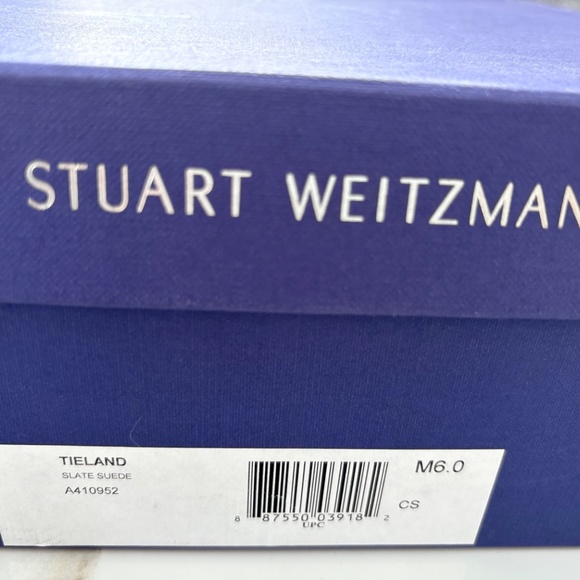 STUART WEITZMAN
TIELAND
SLATE SUEDE
A410952
M6.0
CS
8 87550 03918 2
UPC